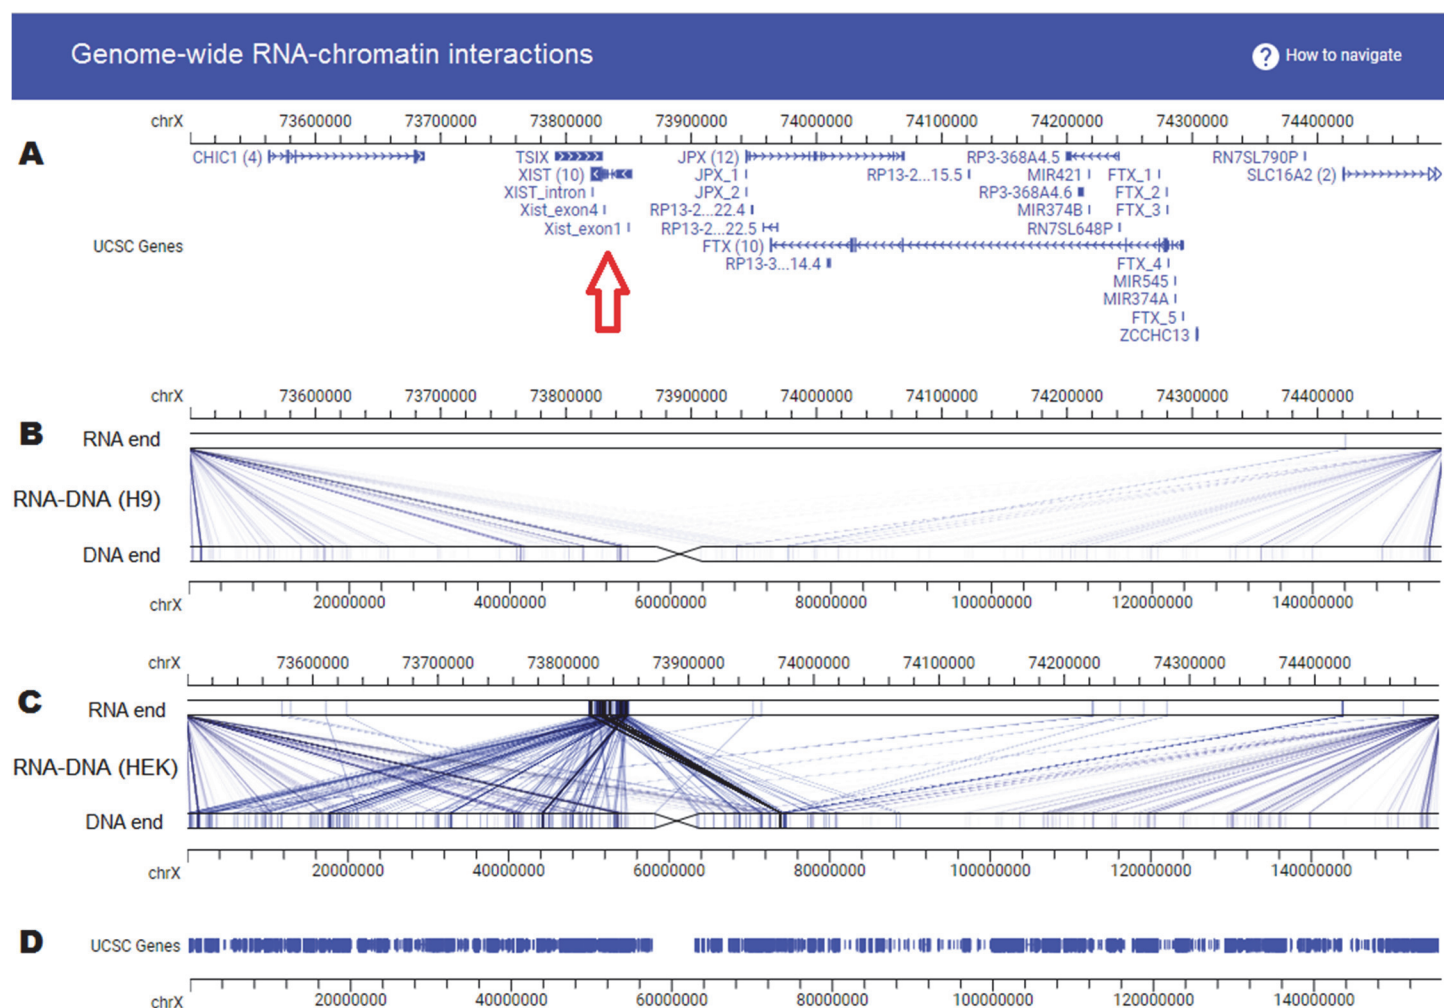 Genome-wide RNA-chromatin interactions
? How to navigate
chrX 73600000 73700000 73800000 73900000 74000000 74100000 74200000 74300000 74400000
A
CHIC1 (4) TSIX JPX (12) RP3-368A4.5 RN7SL790P
XIST (10) JPX_1 RP13-2...15.5 MIR421 FTX_1 SLC16A2 (2)
XIST_intron JPX_2 RP3-368A4.6 FTX_2
Xist_exon4 RP13-2...22.4 MIR374B FTX_3
Xist_exon1 RP13-2...22.5 RN7SL648P
UCSC Genes FTX (10)
RP13-3...14.4 FTX_4
MIR545
MIR374A
FTX_5
ZCCHC13
chrX 73600000 73700000 73800000 73900000 74000000 74100000 74200000 74300000 74400000
B
RNA end
RNA-DNA (H9)
DNA end
chrX 20000000 40000000 60000000 80000000 100000000 120000000 140000000
chrX 73600000 73700000 73800000 73900000 74000000 74100000 74200000 74300000 74400000
C
RNA end
RNA-DNA (HEK)
DNA end
chrX 20000000 40000000 60000000 80000000 100000000 120000000 140000000
D
UCSC Genes
chrX 20000000 40000000 60000000 80000000 100000000 120000000 140000000